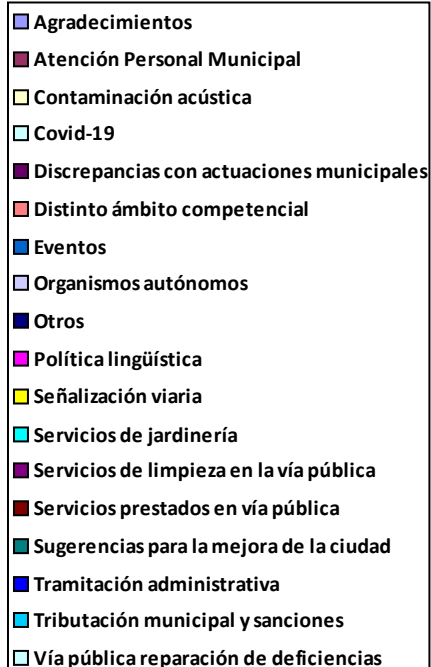 Agradecimientos
Atención Personal Municipal
Contaminación acústica
Covid-19
Discrepancias con actuaciones municipales
Distinto ámbito competencial
Eventos
Organismos autónomos
Otros
Política lingüística
Señalización viaria
Servicios de jardinería
Servicios de limpieza en la vía pública
Servicios prestados en vía pública
Sugerencias para la mejora de la ciudad
Tramitación administrativa
Tributación municipal y sanciones
Vía pública reparación de deficiencias